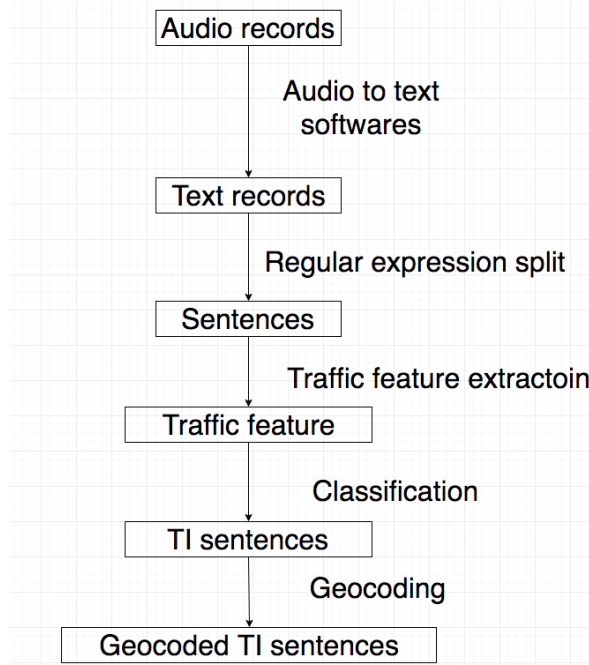 Audio records
Audio to text
softwares
Text records
Regular expression split
Sentences
Traffic feature extractoin
Traffic feature
Classification
TI sentences
Geocoding
Geocoded TI sentences